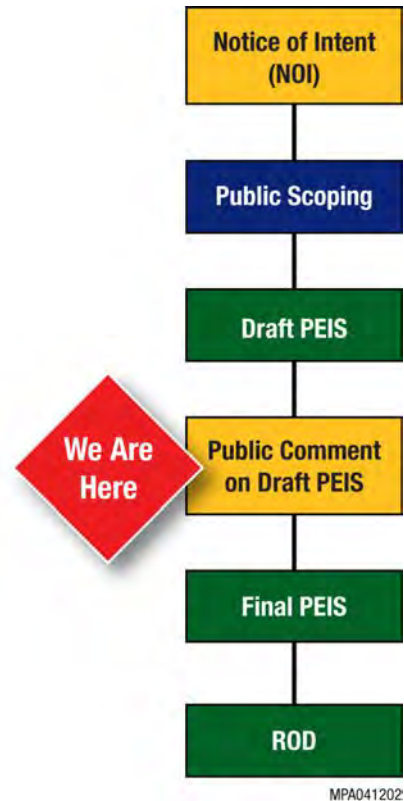 Notice of Intent
(NOI)
Public Scoping
Draft PEIS
We Are
Here
Public Comment
on Draft PEIS
Final PEIS
ROD